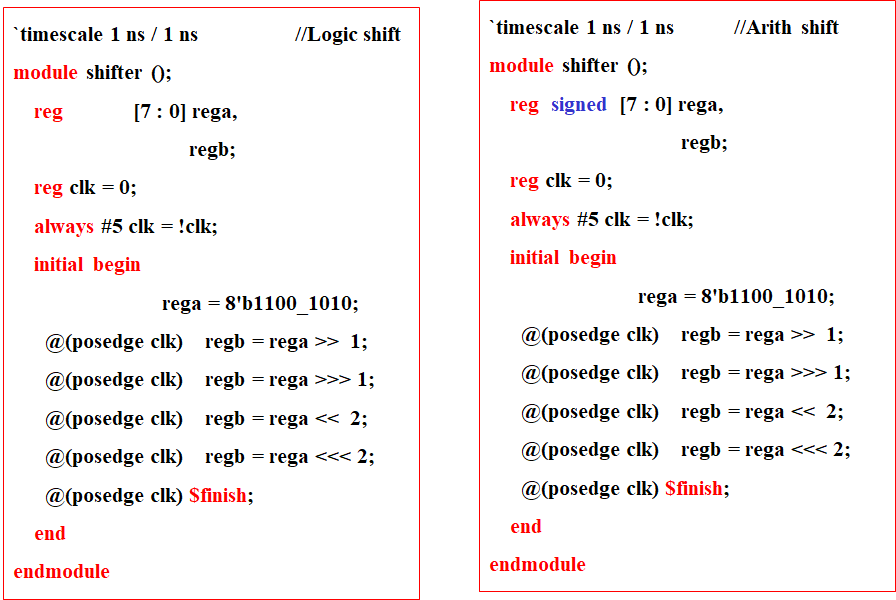 `timescale 1 ns / 1 ns //Logic shift
module shifter ();
reg [7 : 0] rega,
regb;
reg clk = 0;
always #5 clk = !clk;
initial begin
rega = 8'b1100_1010;
@(posedge clk) regb = rega >> 1;
@(posedge clk) regb = rega >>> 1;
@(posedge clk) regb = rega << 2;
@(posedge clk) regb = rega <<< 2;
@(posedge clk) $finish;
end
endmodule
`timescale 1 ns / 1 ns //Arith shift
module shifter ();
reg signed [7 : 0] rega,
regb;
reg clk = 0;
always #5 clk = !clk;
initial begin
rega = 8'b1100_1010;
@(posedge clk) regb = rega >> 1;
@(posedge clk) regb = rega >>> 1;
@(posedge clk) regb = rega << 2;
@(posedge clk) regb = rega <<< 2;
@(posedge clk) $finish;
end
endmodule